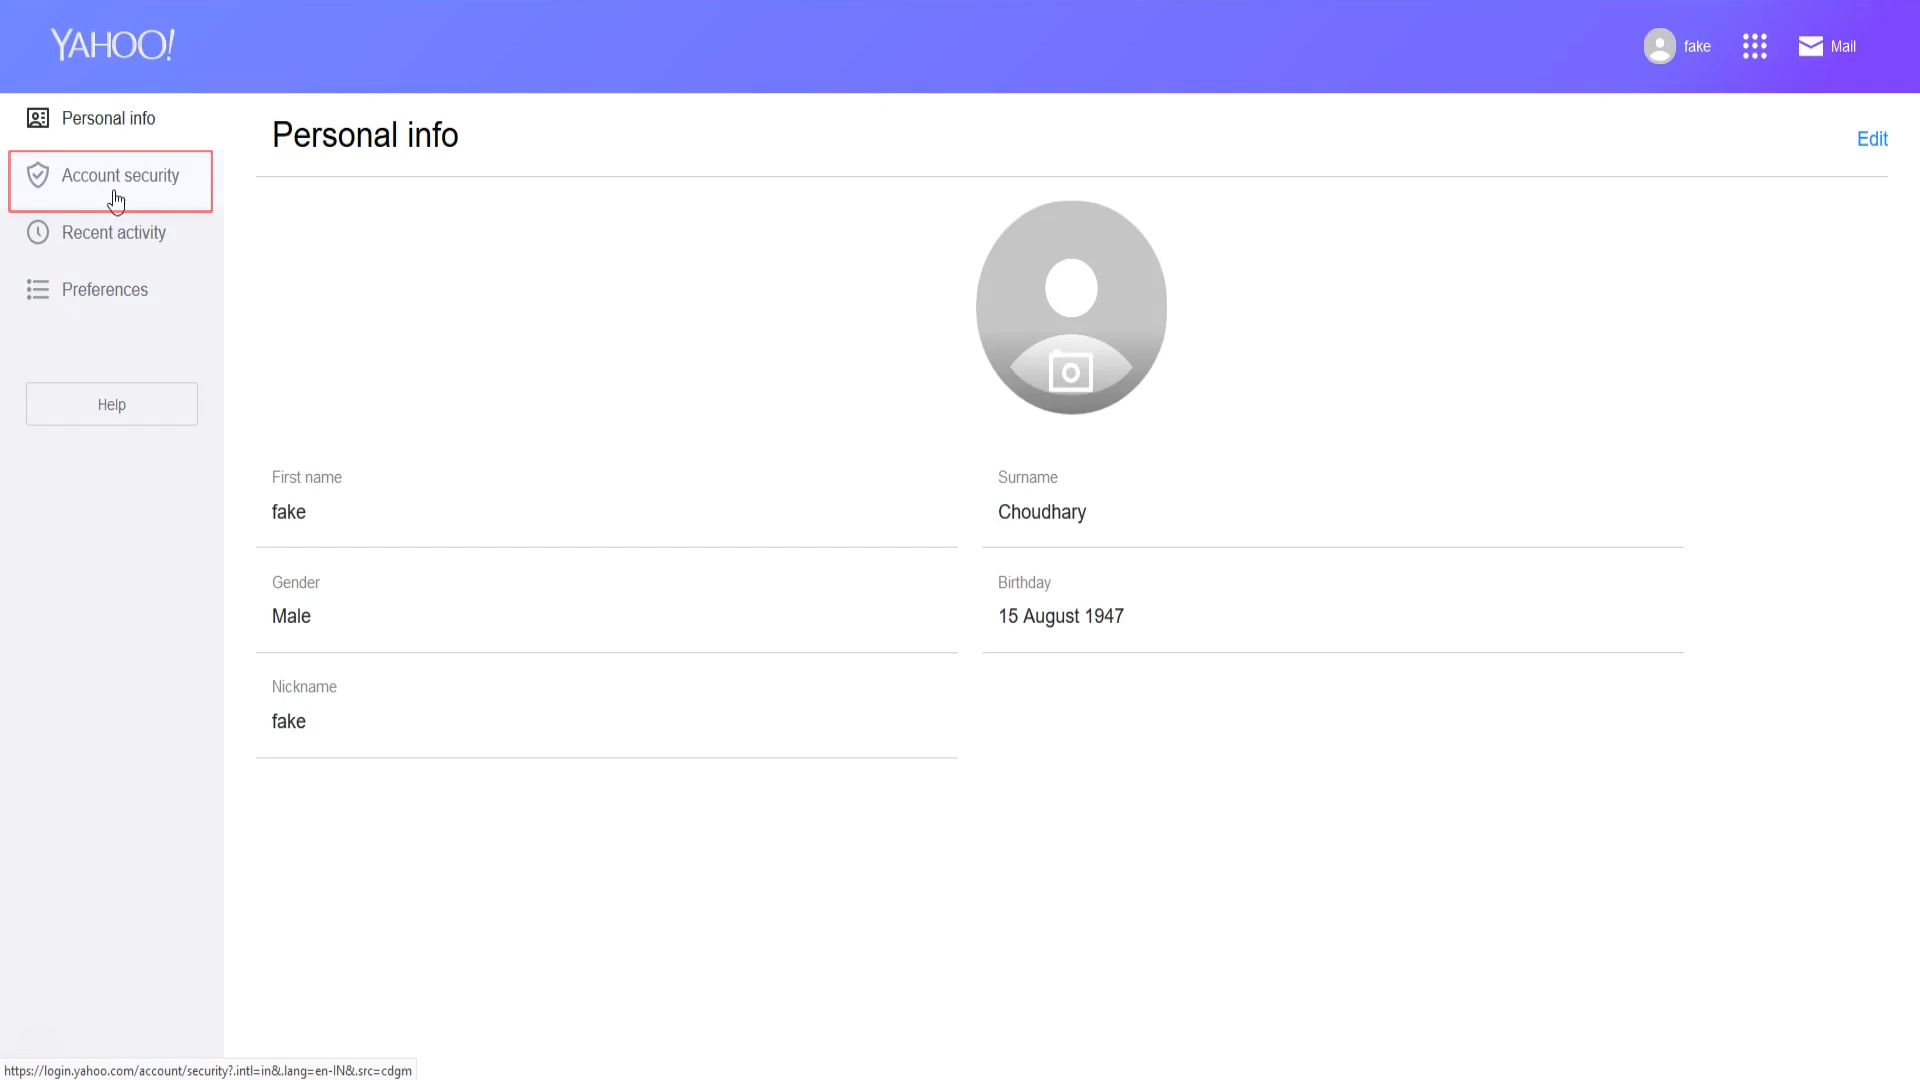 YAHOO!
fake
Mail
Personal info
Account security
Recent activity
Preferences
Help
Personal info
Edit
First name
fake
Surname
Choudhary
Gender
Male
Birthday
15 August 1947
Nickname
fake
https://login.yahoo.com/account/security?.intl=in&.lang=en-IN&.src=cdgm